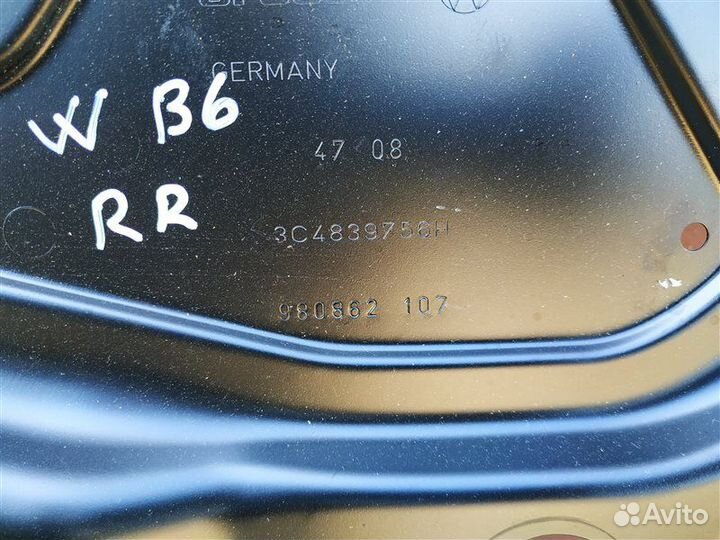 GERMANY
W B6
47 08
RR
3C4839756H
980862 107
Avito